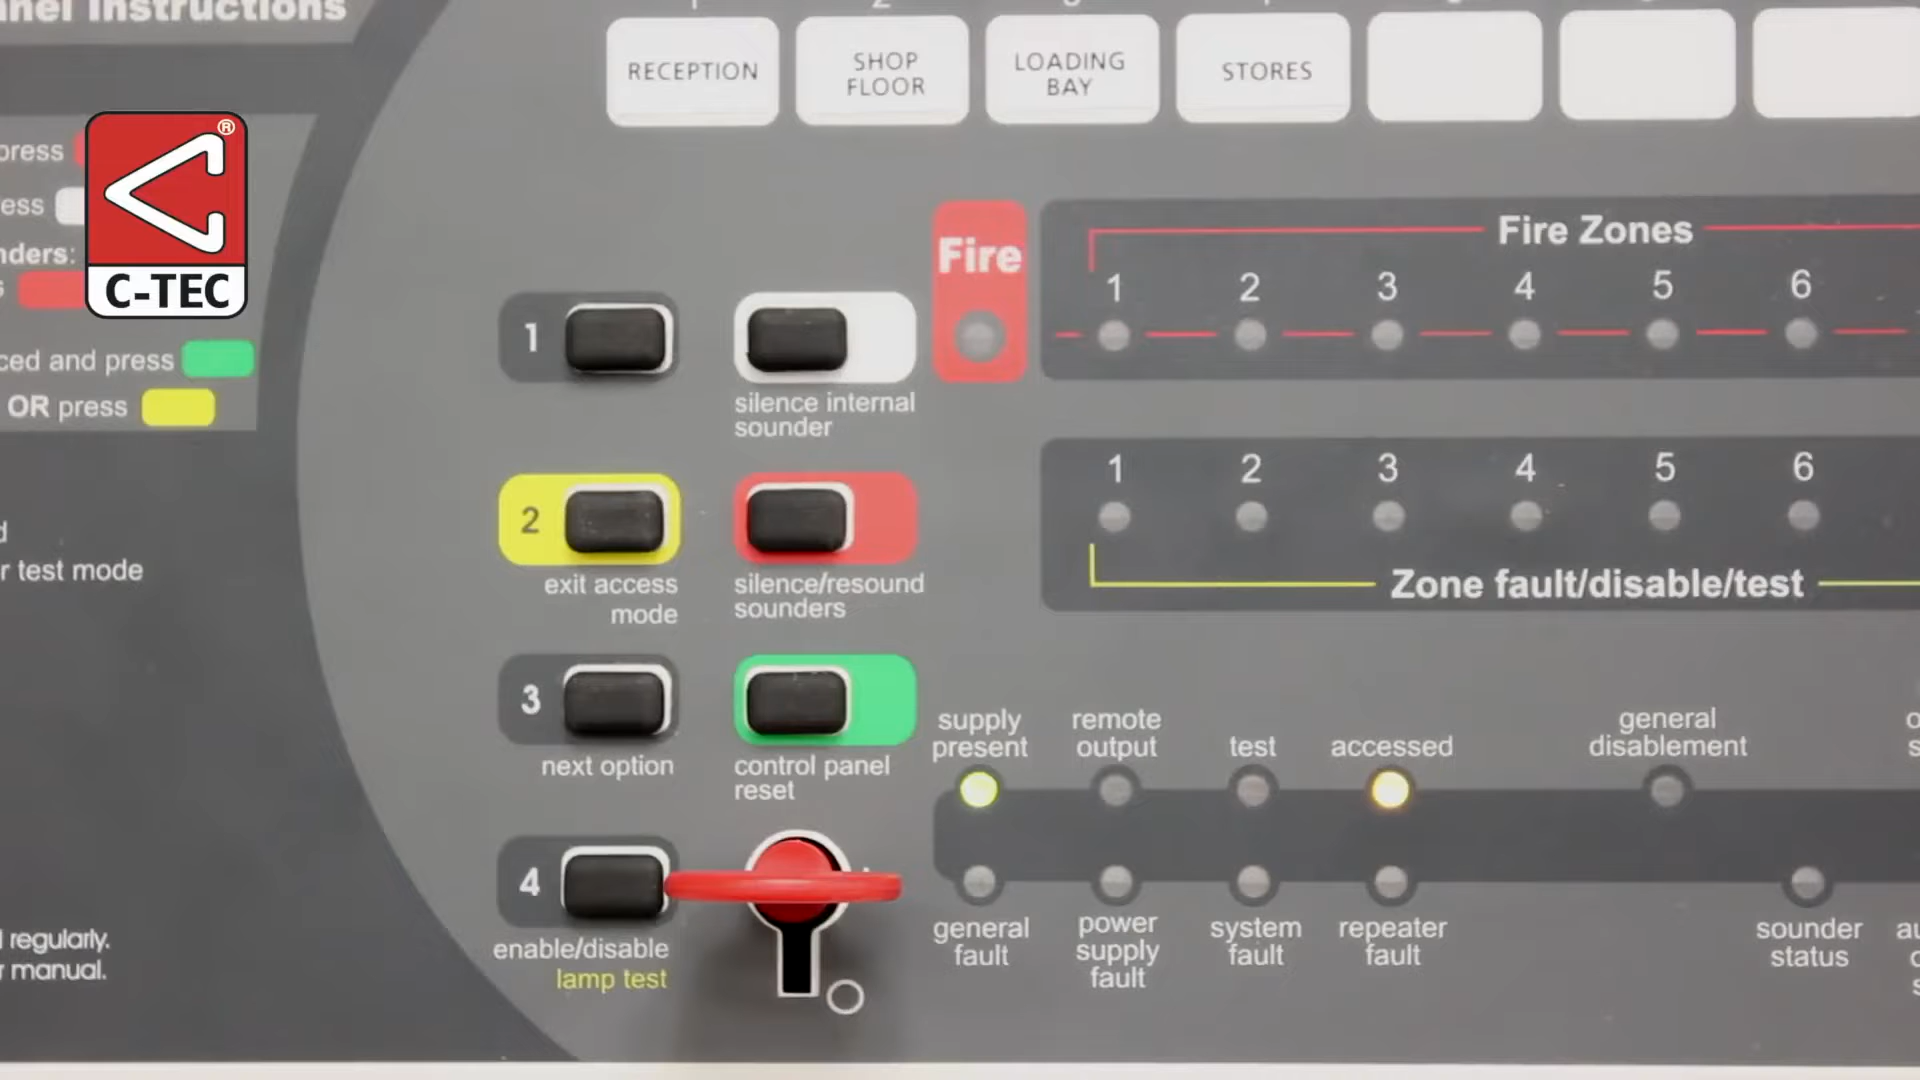 Instructions
RECEPTION
SHOP
FLOOR
LOADING
BAY
STORES
press
®
C-TEC
Fire
Fire Zones
1 2 3 4 5 6
1
silence internal
sounder
ced and press
OR press
1 2 3 4 5 6
Zone fault/disable/test
2
exit access
mode
silence/resound
sounders
test mode
3
next option
control panel
reset
supply
present
remote
output
test
accessed
general
disablement
4
enable/disable
lamp test
general
fault
power
supply
fault
system
fault
repeater
fault
sounder
status
regularly.
manual.